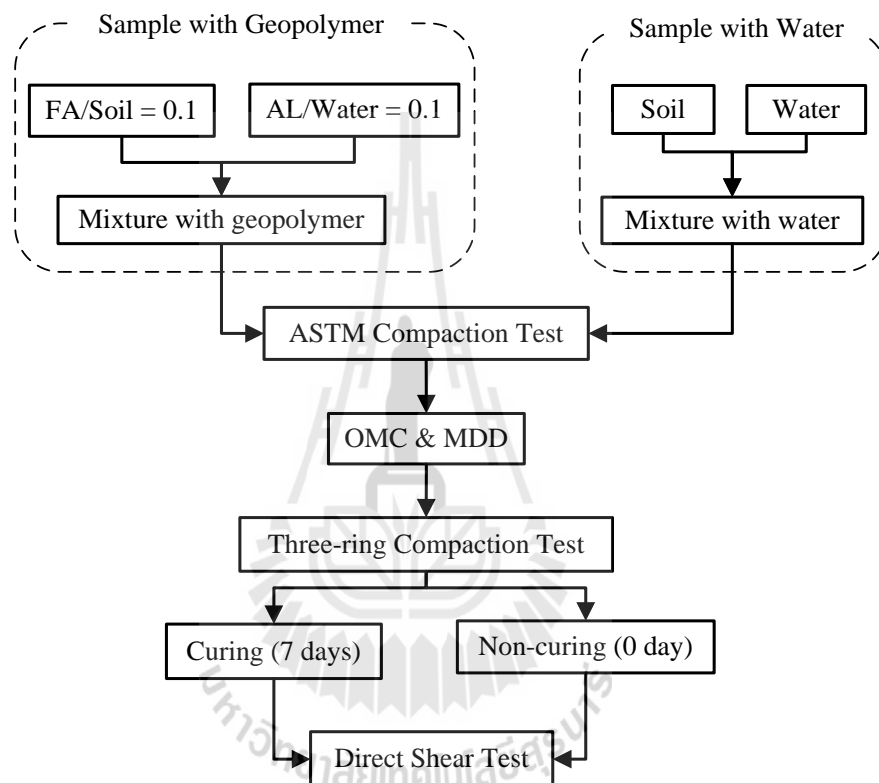 Sample with Geopolymer
Sample with Water
FA/Soil = 0.1
AL/Water = 0.1
Soil
Water
Mixture with geopolymer
Mixture with water
ASTM Compaction Test
OMC & MDD
Three-ring Compaction Test
Curing (7 days)
Non-curing (0 day)
Direct Shear Test